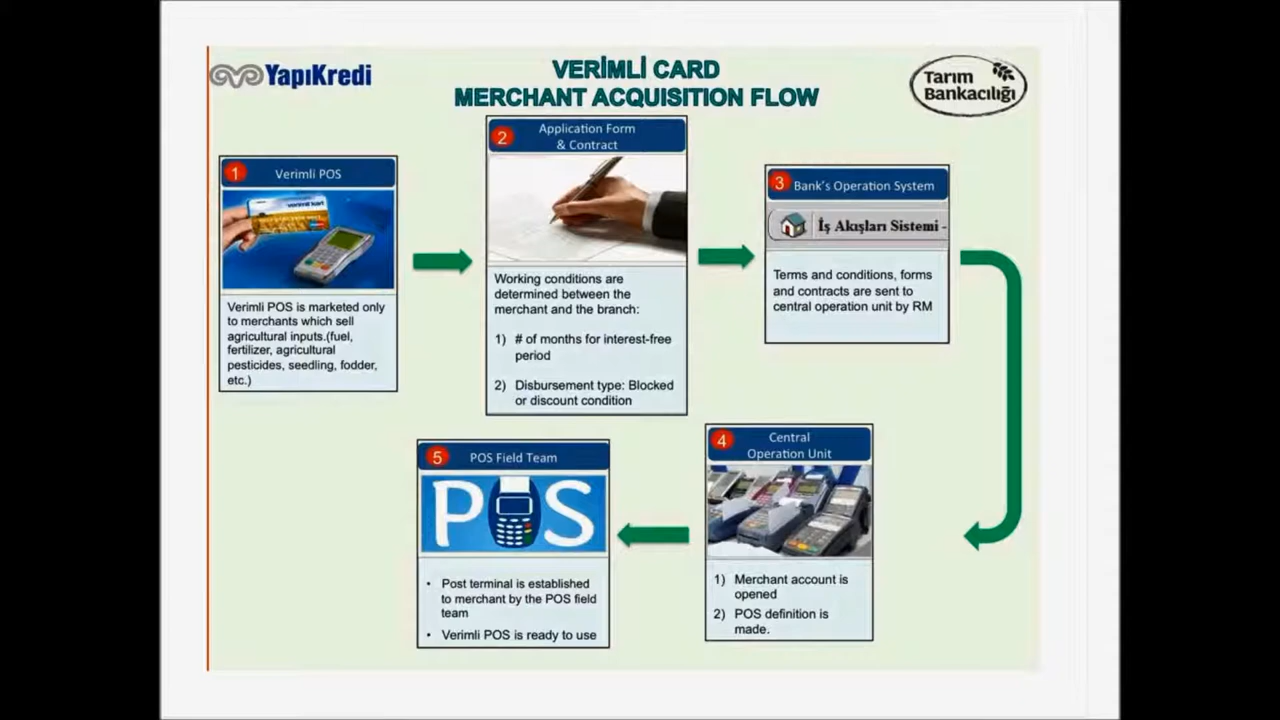 YapıKredi
VERİMLİ CARD
MERCHANT ACQUISITION FLOW
Tarım
Bankacılığı
1
Verimli POS
verimli kart
Verimli POS is marketed only
to merchants which sell
agricultural inputs.(fuel,
fertilizer, agricultural
pesticides, seedling, fodder,
etc.)
2
Application Form
& Contract
Working conditions are
determined between the
merchant and the branch:
1) # of months for interest-free
period
2) Disbursement type: Blocked
or discount condition
3
Bank's Operation System
İş Akışları Sistemi -
Terms and conditions, forms
and contracts are sent to
central operation unit by RM
4
Central
Operation Unit
1) Merchant account is
opened
2) POS definition is
made.
5
POS Field Team
POS
• Post terminal is established
to merchant by the POS field
team
• Verimli POS is ready to use